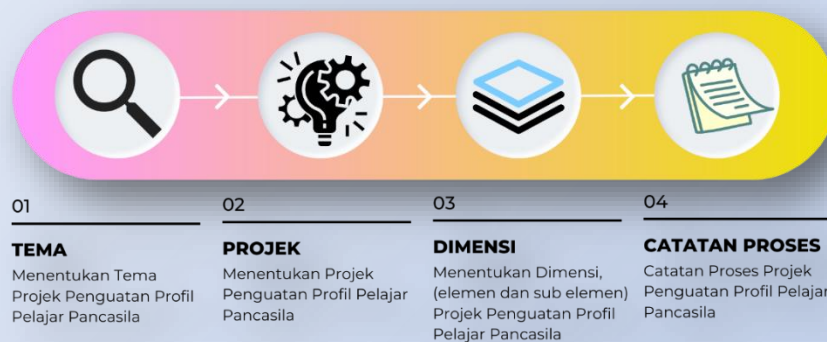 01
TEMA
Menentukan Tema
Projek Penguatan Profil
Pelajar Pancasila
02
PROJEK
Menentukan Projek
Penguatan Profil Pelajar
Pancasila
03
DIMENSI
Menentukan Dimensi,
(elemen dan sub elemen)
Projek Penguatan Profil
Pelajar Pancasila
04
CATATAN PROSES
Catatan Proses Projek
Penguatan Profil Pelajar
Pancasila